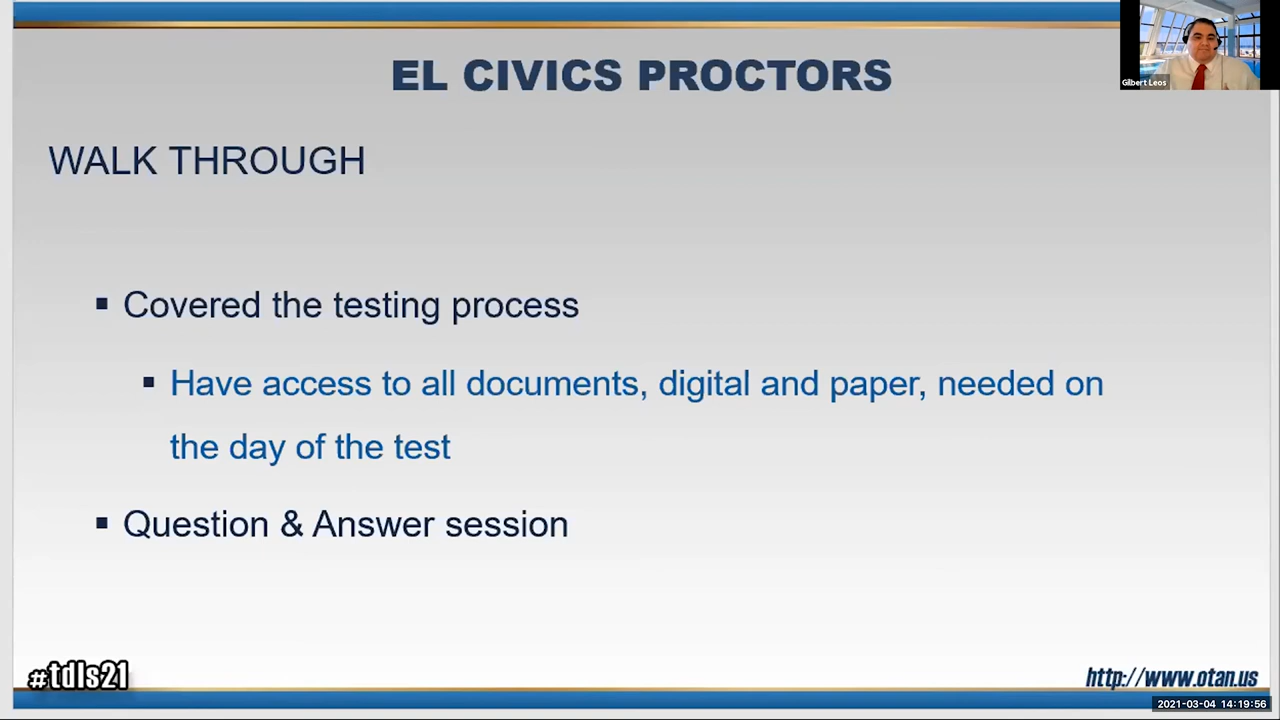 EL CIVICS PROCTORS
Gilbert Leos
WALK THROUGH
▪ Covered the testing process
▪ Have access to all documents, digital and paper, needed on
the day of the test
▪ Question & Answer session
#tdls21
http://www.otan.us
2021-03-04 14:19:56